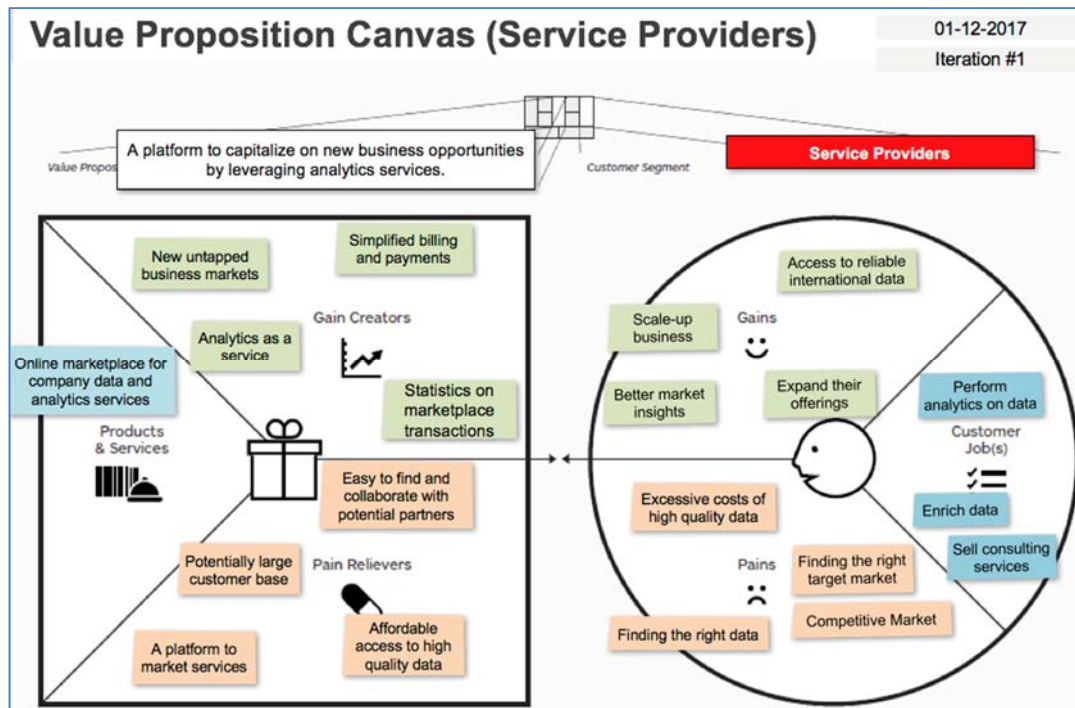 Value Proposition Canvas (Service Providers)
01-12-2017
Iteration #1
A platform to capitalize on new business opportunities
by leveraging analytics services.
Value Propos
Customer Segment
Service Providers
New untapped
business markets
Simplified billing
and payments
Gain Creators
Analytics as a
service
Online marketplace for
company data and
analytics services
Statistics on
marketplace
transactions
Products
& Services
Easy to find and
collaborate with
potential partners
Potentially large
customer base
Pain Relievers
A platform to
market services
Affordable
access to high
quality data
Access to reliable
international data
Scale-up
business
Gains
Better market
insights
Expand their
offerings
Perform
analytics on data
Customer
Job(s)
Enrich data
Sell consulting
services
Excessive costs of
high quality data
Pains
Finding the right
target market
Competitive Market
Finding the right data